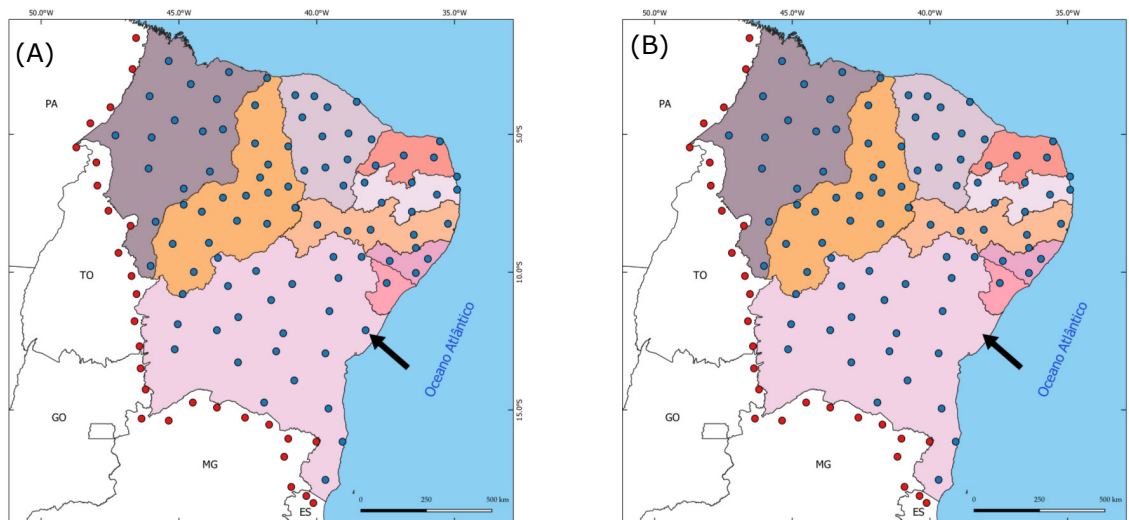 50.0°W 45.0°W 40.0°W 35.0°W
(A)
PA
5.0°S
TO
10.0°S
Oceano Atlântico
GO
15.0°S
MG
ES
0 250 500 km
50.0°W 45.0°W 40.0°W 35.0°W
(B)
PA
5.0°S
TO
10.0°S
Oceano Atlântico
GO
15.0°S
MG
ES
0 250 500 km